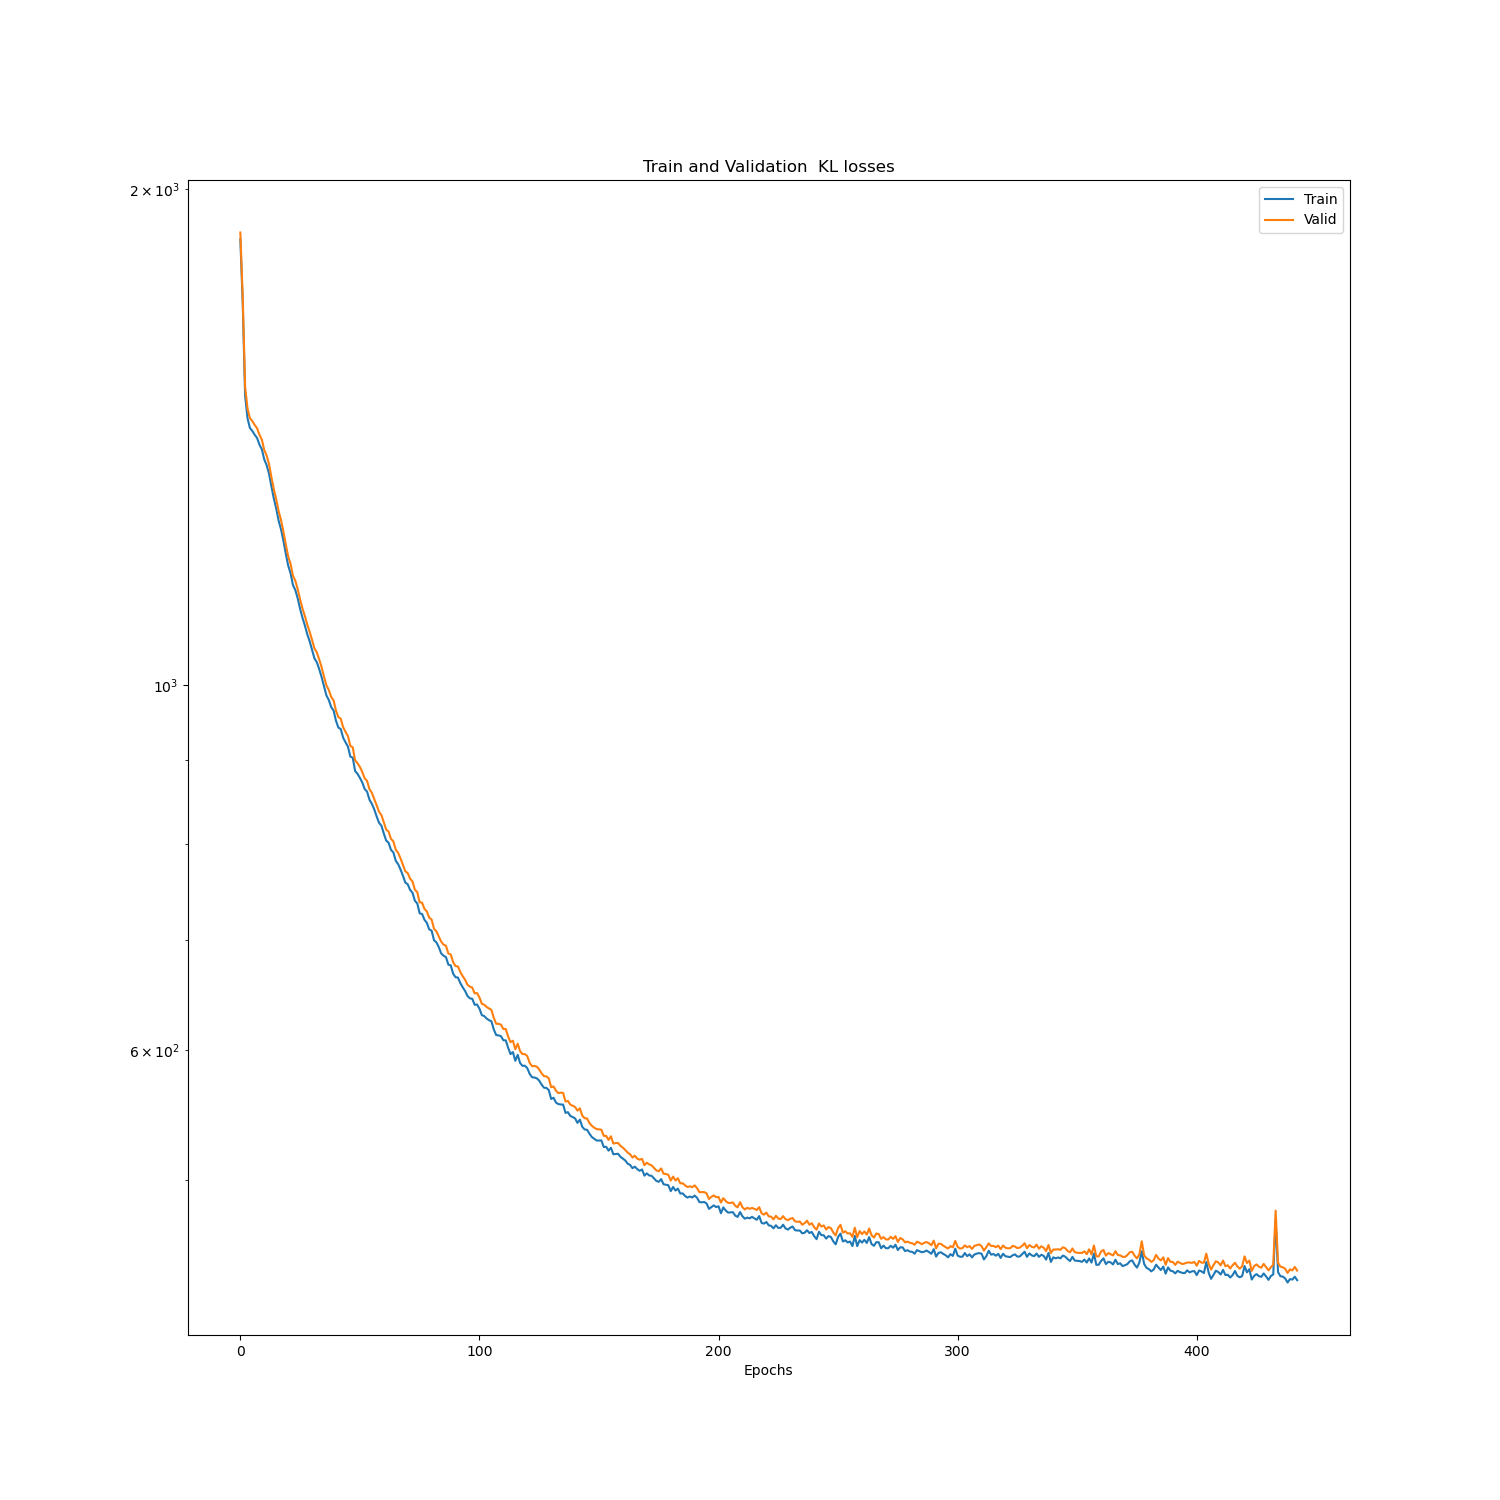 Train and Validation  KL losses
2 × 10³
Train
Valid
10³
6 × 10²
0 100 200 300 400
Epochs